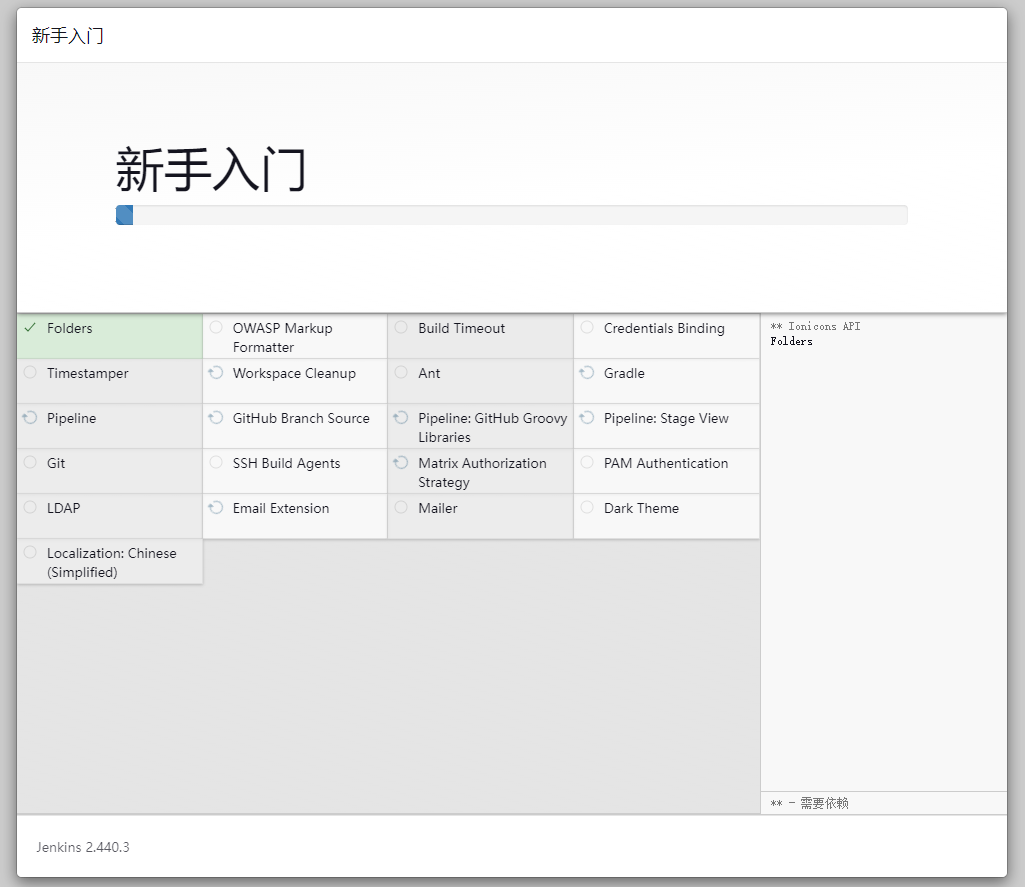 新手入门
新手入门
Folders
OWASP Markup
Formatter
Build Timeout
Credentials Binding
Timestamper
Workspace Cleanup
Ant
Gradle
Pipeline
GitHub Branch Source
Pipeline: GitHub Groovy
Libraries
Pipeline: Stage View
Git
SSH Build Agents
Matrix Authorization
Strategy
PAM Authentication
LDAP
Email Extension
Mailer
Dark Theme
Localization: Chinese
(Simplified)
** Ionicons API
Folders
** - 需要依赖
Jenkins 2.440.3